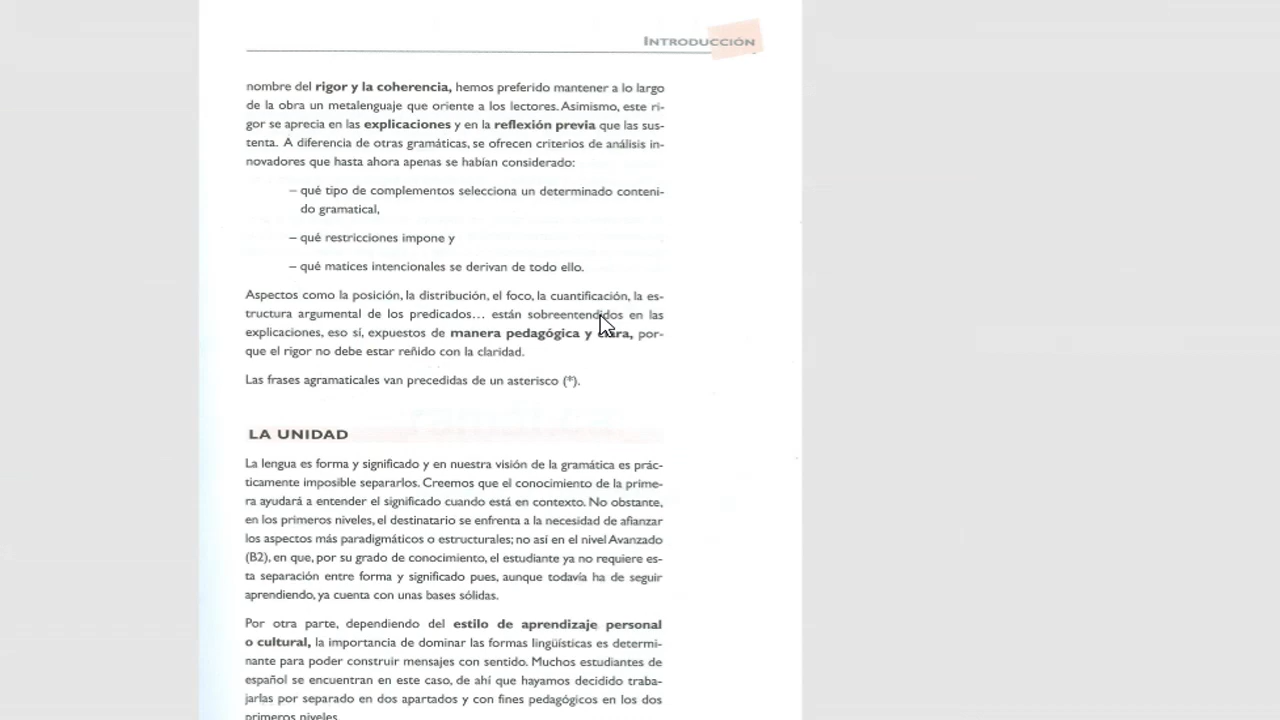 INTRODUCCIÓN
nombre del rigor y la coherencia, hemos preferido mantener a lo largo
de la obra un metalenguaje que oriente a los lectores. Asimismo, este ri-
gor se aprecia en las explicaciones y en la reflexión previa que las sus-
tenta. A diferencia de otras gramáticas, se ofrecen criterios de análisis in-
novadores que hasta ahora apenas se habían considerado:
– qué tipo de complementos selecciona un determinado conteni-
do gramatical,
– qué restricciones impone y
– qué matices intencionales se derivan de todo ello.
Aspectos como la posición, la distribución, el foco, la cuantificación, la es-
tructura argumental de los predicados... están sobreentendidos en las
explicaciones, eso sí, expuestos de manera pedagógica y clara, por-
que el rigor no debe estar reñido con la claridad.
Las frases agramaticales van precedidas de un asterisco (*).
LA UNIDAD
La lengua es forma y significado y en nuestra visión de la gramática es prác-
ticamente imposible separarlos. Creemos que el conocimiento de la prime-
ra ayudará a entender el significado cuando está en contexto. No obstante,
en los primeros niveles, el destinatario se enfrenta a la necesidad de afianzar
los aspectos más paradigmáticos o estructurales; no así en el nivel Avanzado
(B2), en que, por su grado de conocimiento, el estudiante ya no requiere es-
ta separación entre forma y significado pues, aunque todavía ha de seguir
aprendiendo, ya cuenta con unas bases sólidas.
Por otra parte, dependiendo del estilo de aprendizaje personal
o cultural, la importancia de dominar las formas lingüísticas es determi-
nante para poder construir mensajes con sentido. Muchos estudiantes de
español se encuentran en este caso, de ahí que hayamos decidido traba-
jarlas por separado en dos apartados y con fines pedagógicos en los dos
primeros niveles.